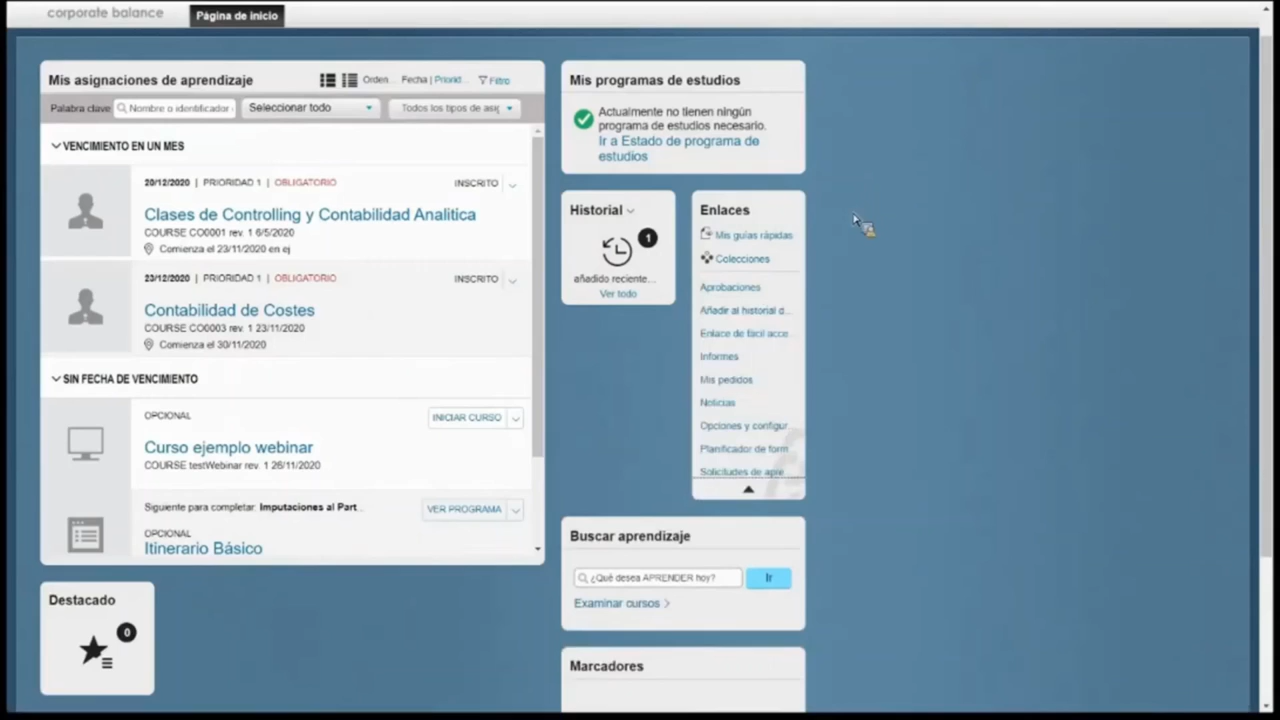 corporate balance
Página de inicio
Mis asignaciones de aprendizaje
Orden... Fecha | Priorid... Filtro
Palabra clave Nombre o identificador Seleccionar todo Todos los tipos de asig
VENCIMIENTO EN UN MES
20/12/2020 | PRIORIDAD 1 | OBLIGATORIO INSCRITO
Clases de Controlling y Contabilidad Analitica
COURSE CO0001 rev. 1 6/5/2020
Comienza el 23/11/2020 en ej
23/12/2020 | PRIORIDAD 1 | OBLIGATORIO INSCRITO
Contabilidad de Costes
COURSE CO0003 rev. 1 23/11/2020
Comienza el 30/11/2020
SIN FECHA DE VENCIMIENTO
OPCIONAL INICIAR CURSO
Curso ejemplo webinar
COURSE testWebinar rev. 1 26/11/2020
Siguiente para completar: Imputaciones al Part... VER PROGRAMA
OPCIONAL
Itinerario Básico
Destacado
0
Mis programas de estudios
Actualmente no tienen ningún
programa de estudios necesario.
Ir a Estado de programa de
estudios
Historial
1
añadido reciente...
Ver todo
Enlaces
Mis guías rápidas
Colecciones
Aprobaciones
Añadir al historial d...
Enlace de fácil acce
Informes
Mis pedidos
Noticias
Opciones y configur
Planificador de form
Solicitudes de apre...
Buscar aprendizaje
¿Qué desea APRENDER hoy? Ir
Examinar cursos
Marcadores